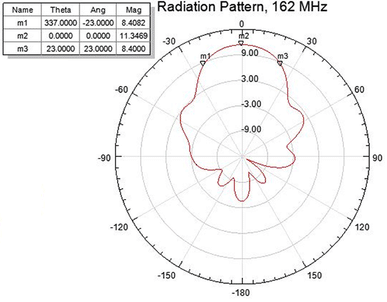 Radiation Pattern, 162 MHz
Name Theta Ang Mag
m1 337.0000 -23.0000 8.4082
m2 0.0000 0.0000 11.3469
m3 23.0000 23.0000 8.4000
0
m2
-30 30
m1 m3
9.00
-60 60
3.00
-3.00
-9.00
-90 90
-120 120
-150 150
-180